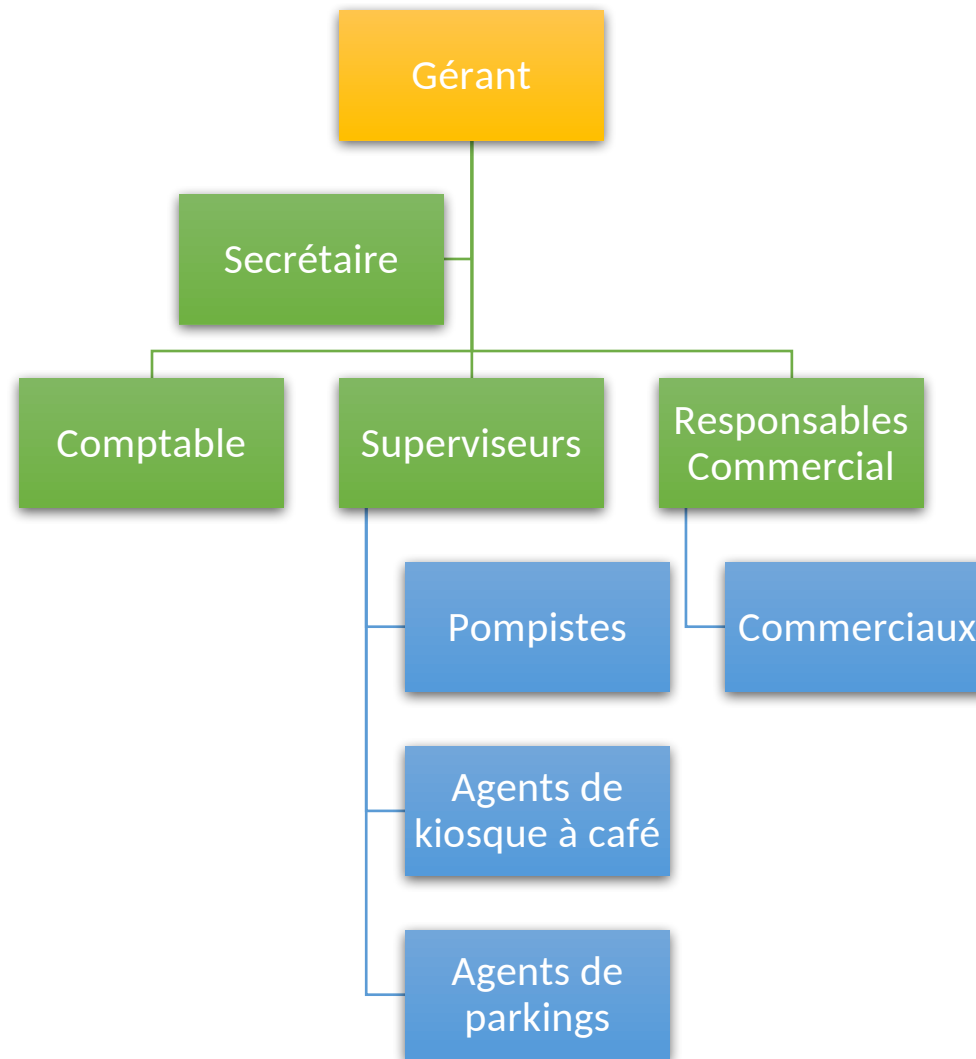 Gérant
Secrétaire
Comptable
Superviseurs
Responsables
Commercial
Pompistes
Commerciaux
Agents de
kiosque à café
Agents de
parkings